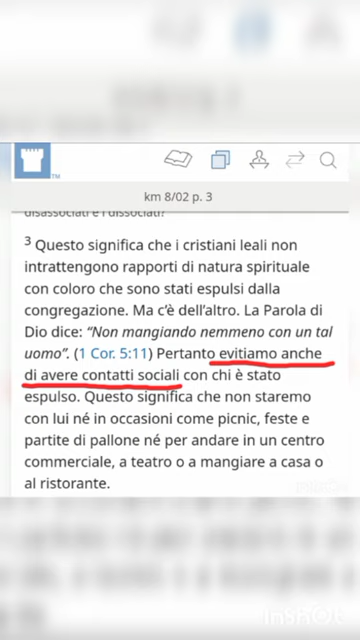 TM
km 8/02 p. 3
disassociati e i dissociati?
3 Questo significa che i cristiani leali non
intrattengono rapporti di natura spirituale
con coloro che sono stati espulsi dalla
congregazione. Ma c'è dell'altro. La Parola di
Dio dice: “Non mangiando nemmeno con un tal
uomo”. (1 Cor. 5:11) Pertanto evitiamo anche
di avere contatti sociali con chi è stato
espulso. Questo significa che non staremo
con lui né in occasioni come picnic, feste e
partite di pallone né per andare in un centro
commerciale, a teatro o a mangiare a casa o
al ristorante.
InShOt